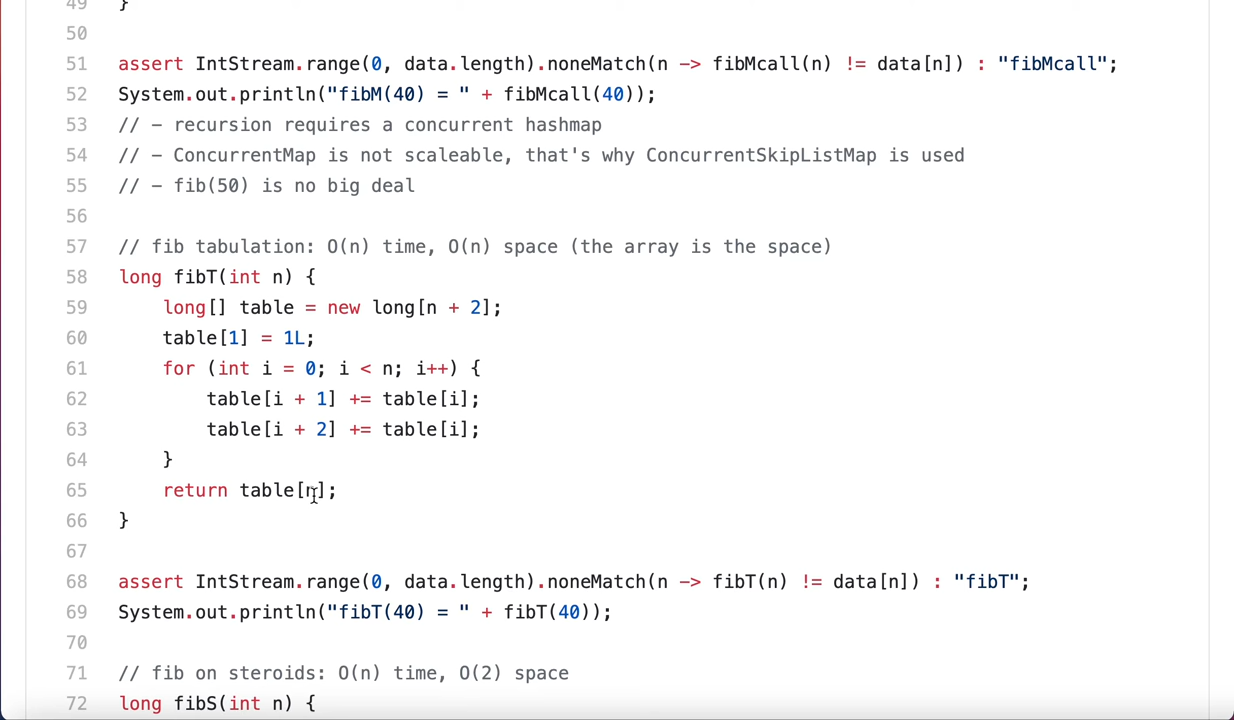 49 }
50
51 assert IntStream.range(0, data.length).noneMatch(n -> fibMcall(n) != data[n]) : "fibMcall";
52 System.out.println("fibM(40) = " + fibMcall(40));
53 // – recursion requires a concurrent hashmap
54 // – ConcurrentMap is not scaleable, that's why ConcurrentSkipListMap is used
55 // – fib(50) is no big deal
56
57 // fib tabulation: O(n) time, O(n) space (the array is the space)
58 long fibT(int n) {
59     long[] table = new long[n + 2];
60     table[1] = 1L;
61     for (int i = 0; i < n; i++) {
62         table[i + 1] += table[i];
63         table[i + 2] += table[i];
64     }
65     return table[n];
66 }
67
68 assert IntStream.range(0, data.length).noneMatch(n -> fibT(n) != data[n]) : "fibT";
69 System.out.println("fibT(40) = " + fibT(40));
70
71 // fib on steroids: O(n) time, O(2) space
72 long fibS(int n) {